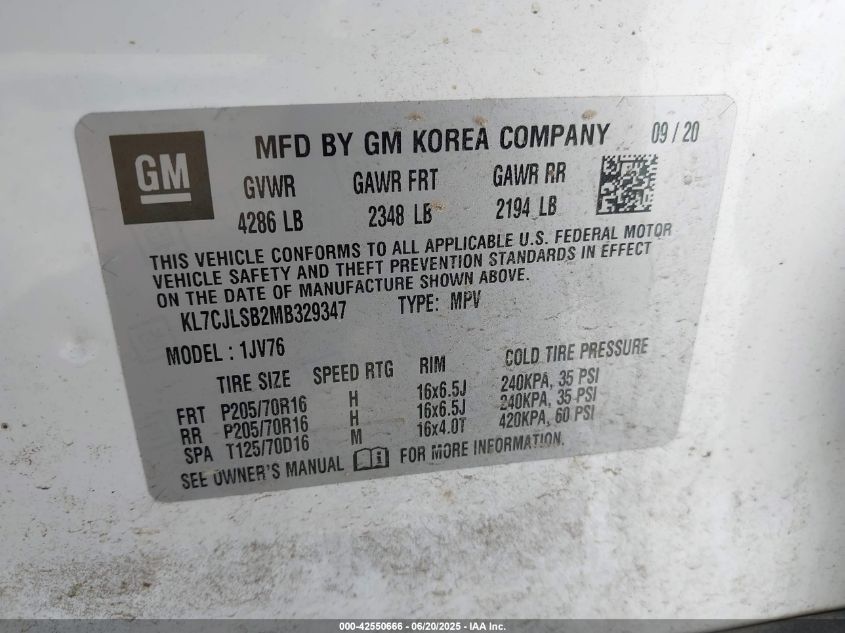 GM
MFD BY GM KOREA COMPANY 09 / 20
GVWR GAWR FRT GAWR RR
4286 LB 2348 LB 2194 LB
THIS VEHICLE CONFORMS TO ALL APPLICABLE U.S. FEDERAL MOTOR
VEHICLE SAFETY AND THEFT PREVENTION STANDARDS IN EFFECT
ON THE DATE OF MANUFACTURE SHOWN ABOVE.
KL7CJLSB2MB329347 TYPE: MPV
MODEL : 1JV76
TIRE SIZE SPEED RTG RIM COLD TIRE PRESSURE
FRT P205/70R16 H 16x6.5J 240KPA, 35 PSI
RR P205/70R16 H 16x6.5J 240KPA, 35 PSI
SPA T125/70D16 M 16x4.0T 420KPA, 60 PSI
SEE OWNER'S MANUAL FOR MORE INFORMATION.
000-42550666 - 06/20/2025 - IAA Inc.